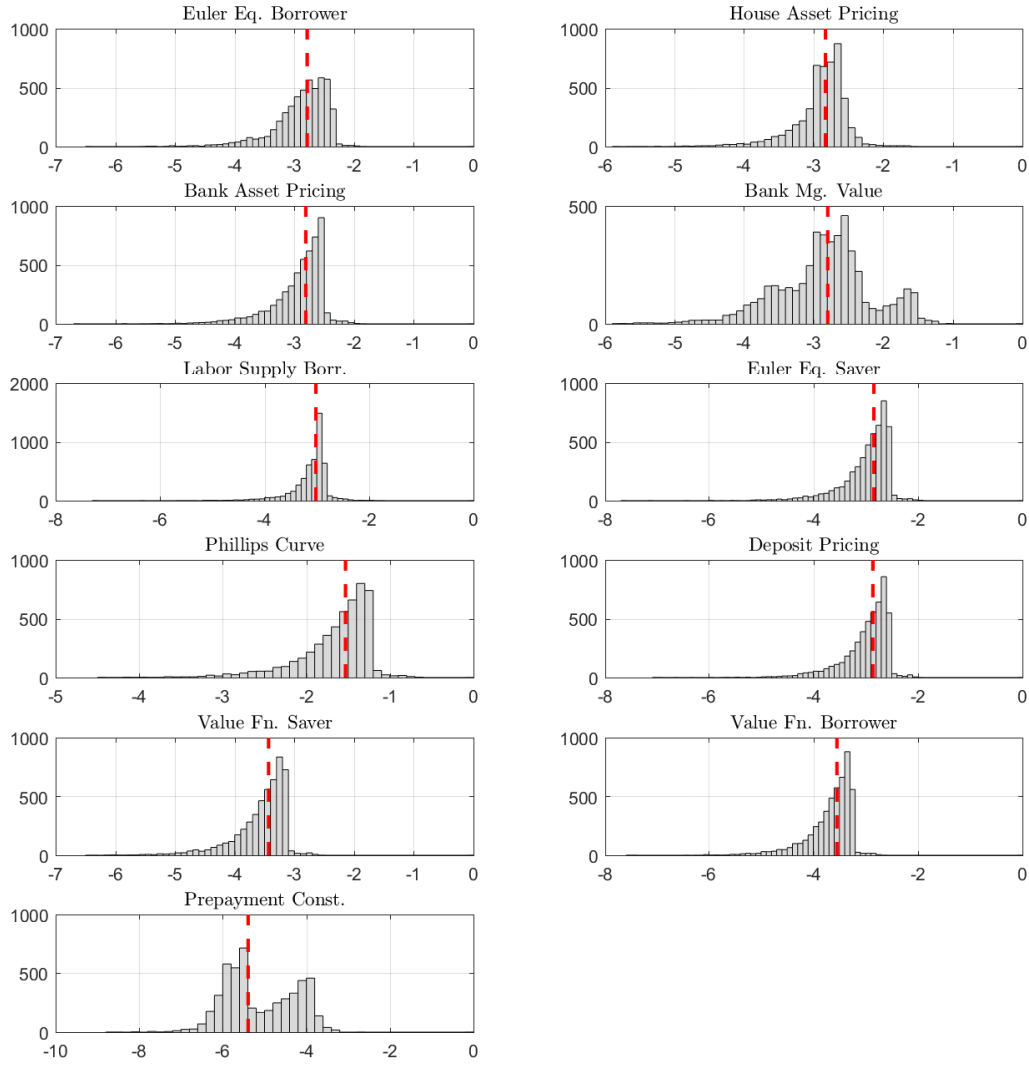 Euler Eq. Borrower
1000
500
0
-7 -6 -5 -4 -3 -2 -1 0
House Asset Pricing
1000
500
0
-5 -4 -3 -2 -1 0
Bank Asset Pricing
1000
500
0
-7 -6 -5 -4 -3 -2 -1 0
Bank Mg. Value
500
0
-5 -4 -3 -2 -1 0
Labor Supply Borr.
2000
1000
0
-8 -6 -4 -2 0
Euler Eq. Saver
1000
500
0
-8 -6 -4 -2 0
Phillips Curve
1000
500
0
-5 -4 -3 -2 -1 0
Deposit Pricing
1000
500
0
-8 -6 -4 -2 0
Value Fn. Saver
1000
500
0
-7 -6 -5 -4 -3 -2 -1 0
Value Fn. Borrower
1000
500
0
-8 -6 -4 -2 0
Prepayment Const.
1000
500
0
-10 -8 -6 -4 -2 0